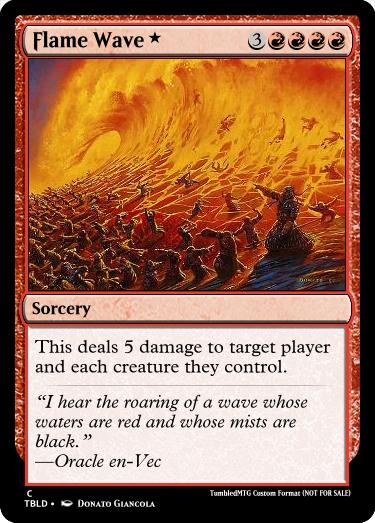 Flame Wave ★ 3
Sorcery
This deals 5 damage to target player
and each creature they control.
“I hear the roaring of a wave whose
waters are red and whose mists are
black.”
—Oracle en-Vec
C
TBLD • Donato Giancola
TumbledMTG Custom Format (NOT FOR SALE)